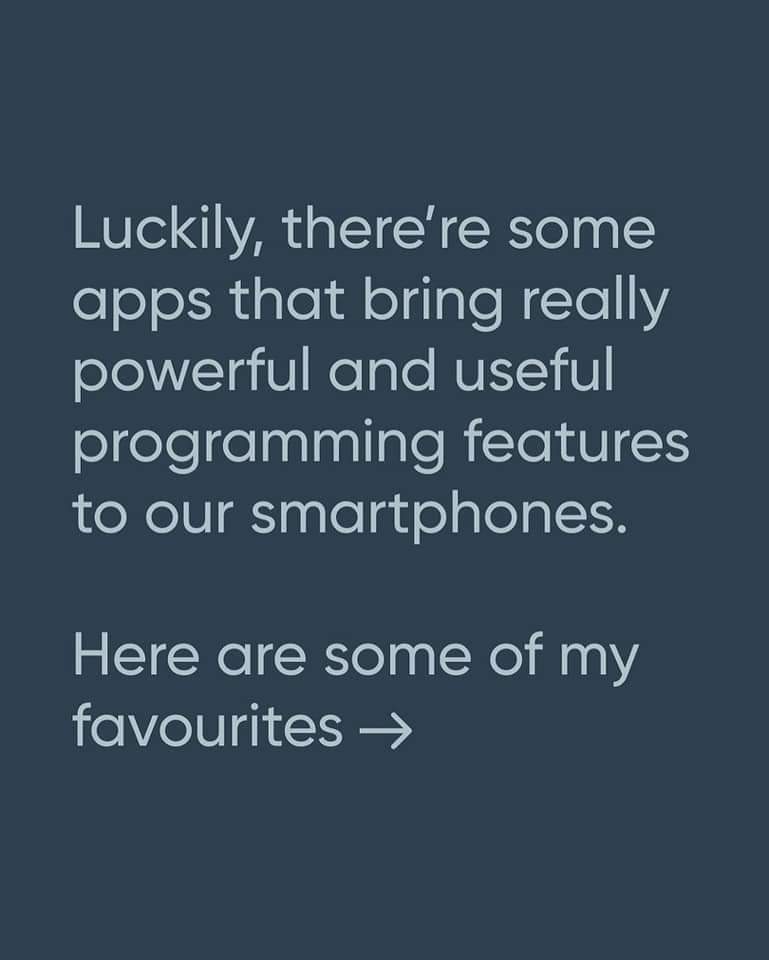 Luckily, there’re some
apps that bring really
powerful and useful
programming features
to our smartphones.
Here are some of my
favourites →